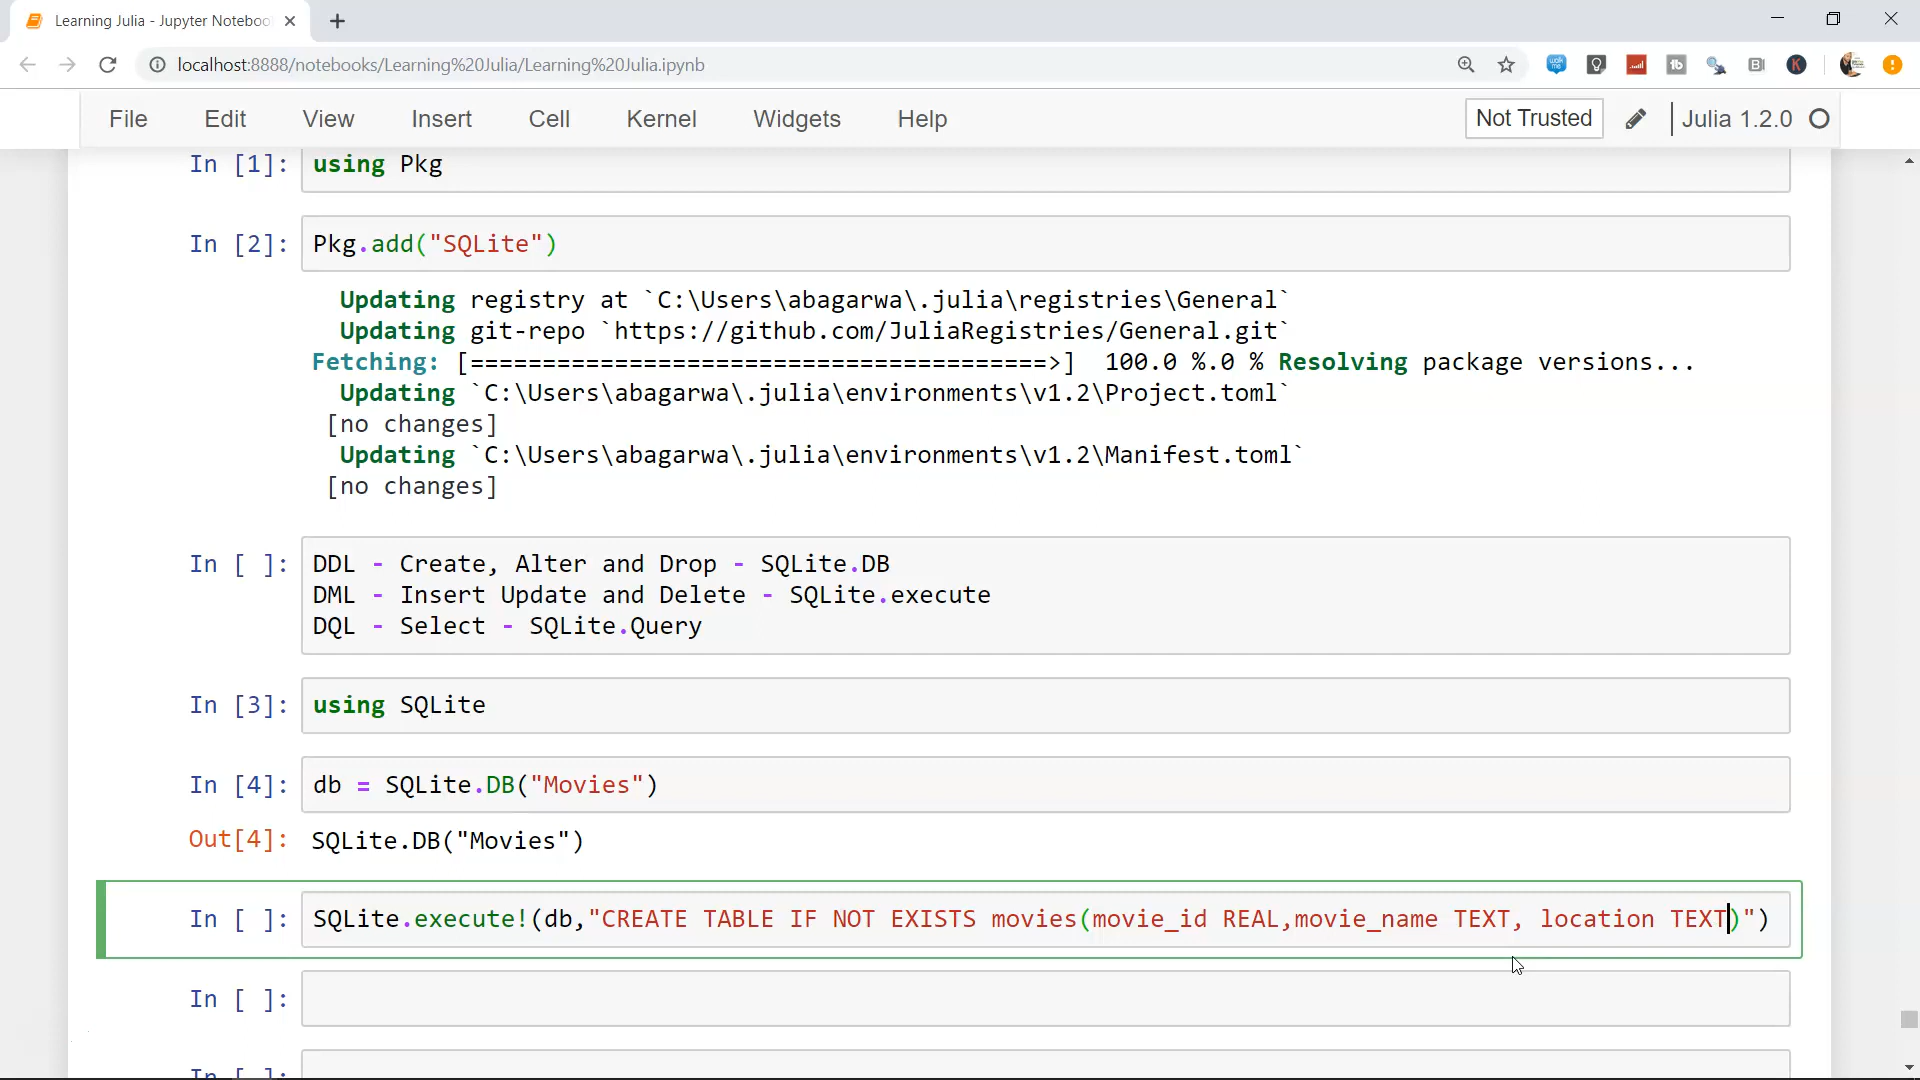 Learning Julia - Jupyter Noteboo
localhost:8888/notebooks/Learning%20Julia/Learning%20Julia.ipynb
File Edit View Insert Cell Kernel Widgets Help Not Trusted Julia 1.2.0
In [1]: using Pkg
In [2]: Pkg.add("SQLite")
Updating registry at `C:\Users\abagarwa\.julia\registries\General`
Updating git-repo `https://github.com/JuliaRegistries/General.git`
Fetching: [========================================>]  100.0 %.0 % Resolving package versions...
Updating `C:\Users\abagarwa\.julia\environments\v1.2\Project.toml`
[no changes]
Updating `C:\Users\abagarwa\.julia\environments\v1.2\Manifest.toml`
[no changes]
In [ ]: DDL - Create, Alter and Drop - SQLite.DB
DML - Insert Update and Delete - SQLite.execute
DQL - Select - SQLite.Query
In [3]: using SQLite
In [4]: db = SQLite.DB("Movies")
Out[4]: SQLite.DB("Movies")
In [ ]: SQLite.execute!(db,"CREATE TABLE IF NOT EXISTS movies(movie_id REAL,movie_name TEXT, location TEXT)")
In [ ]:
In [ ]: